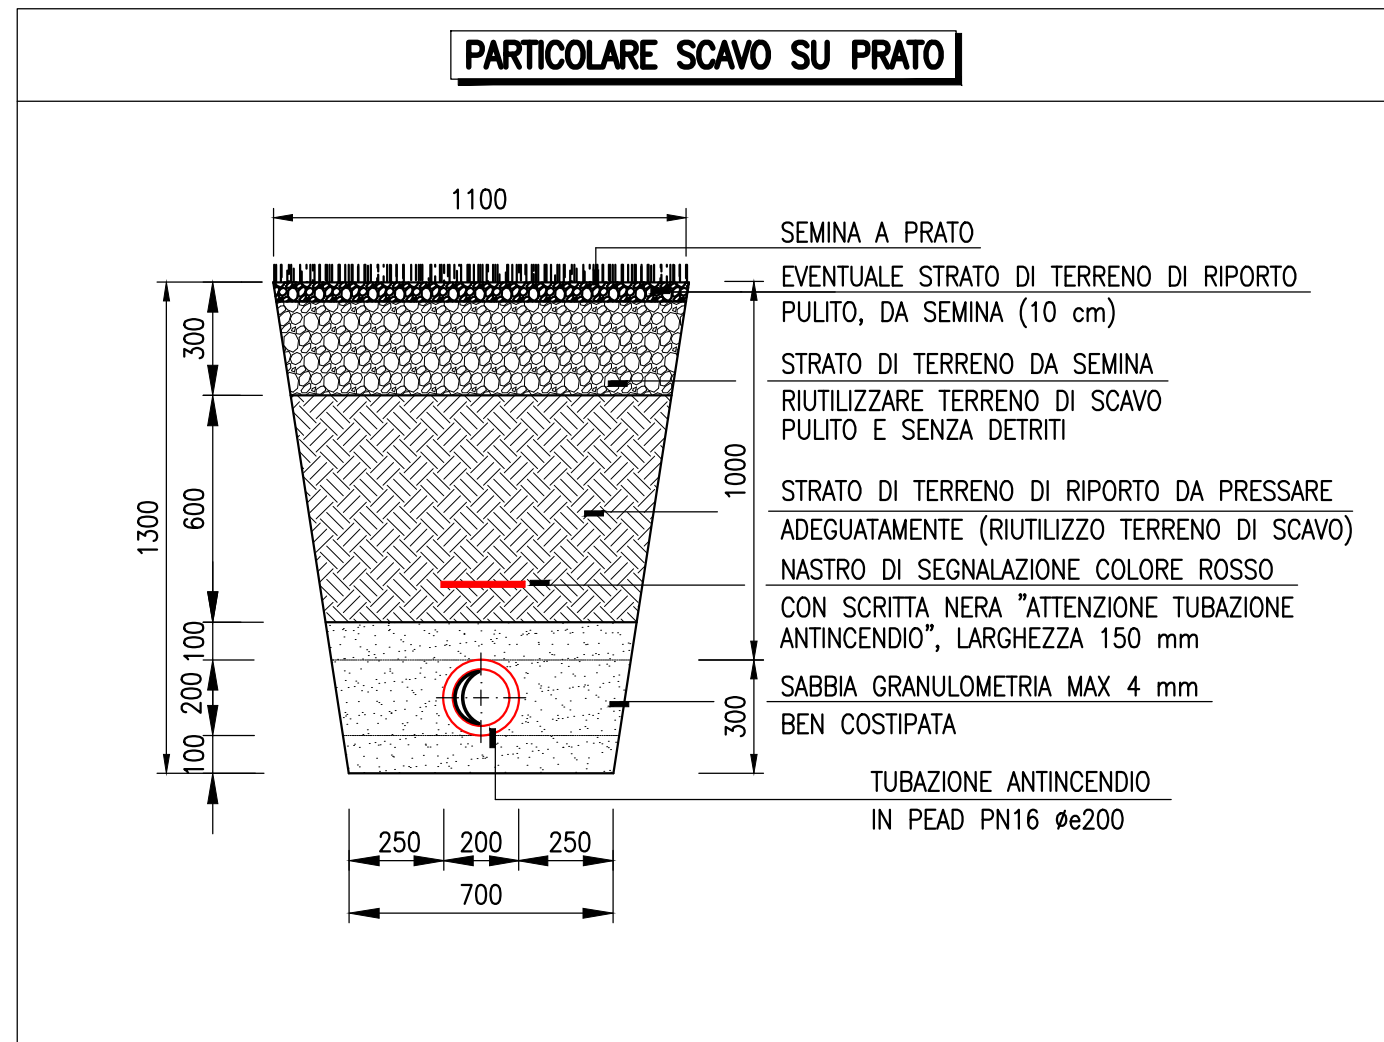 PARTICOLARE SCAVO SU PRATO
1100
SEMINA A PRATO
EVENTUALE STRATO DI TERRENO DI RIPORTO
PULITO, DA SEMINA (10 cm)
300
STRATO DI TERRENO DA SEMINA
RIUTILIZZARE TERRENO DI SCAVO
PULITO E SENZA DETRITI
1000
600
1300
STRATO DI TERRENO DI RIPORTO DA PRESSARE
ADEGUATAMENTE (RIUTILIZZO TERRENO DI SCAVO)
NASTRO DI SEGNALAZIONE COLORE ROSSO
CON SCRITTA NERA "ATTENZIONE TUBAZIONE
ANTINCENDIO", LARGHEZZA 150 mm
100
200
100
300
SABBIA GRANULOMETRIA MAX 4 mm
BEN COSTIPATA
TUBAZIONE ANTINCENDIO
IN PEAD PN16 øe200
250 200 250
700